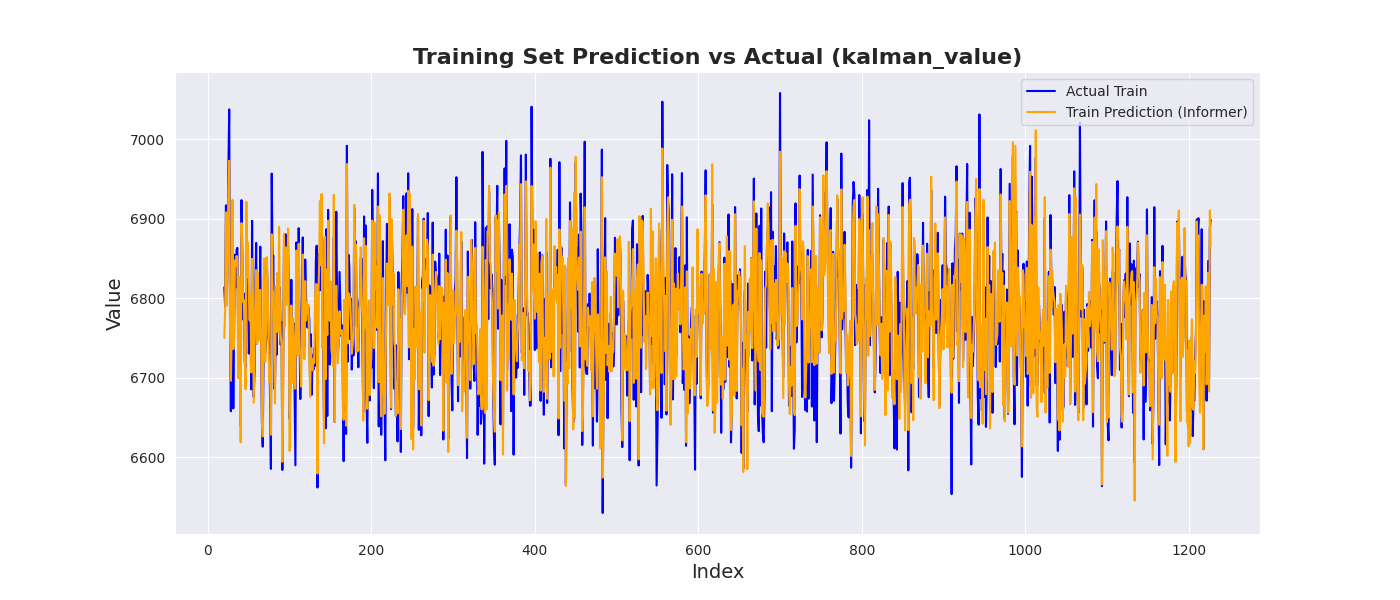 Training Set Prediction vs Actual (kalman_value)
Actual Train
Train Prediction (Informer)
Value
7000
6900
6800
6700
6600
0 200 400 600 800 1000 1200
Index